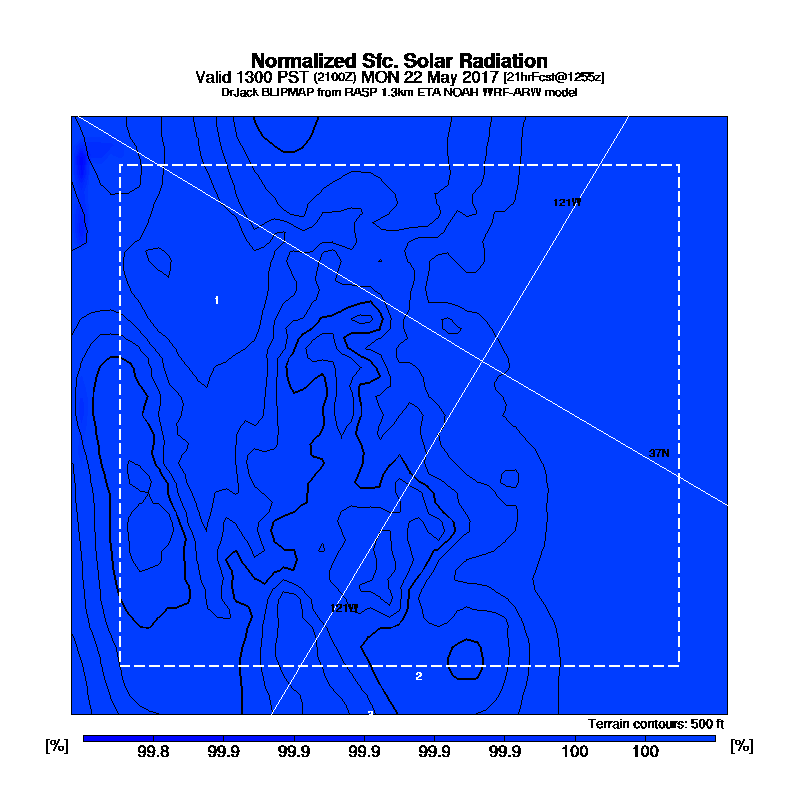 Normalized Sfc. Solar Radiation
Valid 1300 PST (2100Z) MON 22 May 2017 [21hrFcst@1255z]
DrJack BLIPMAP from RASP 1.3km ETA NOAH WRF-ARW model
121W
1
37N
121W
2
Terrain contours: 500 ft
[%] 99.8 99.9 99.9 99.9 99.9 99.9 100 100 [%]